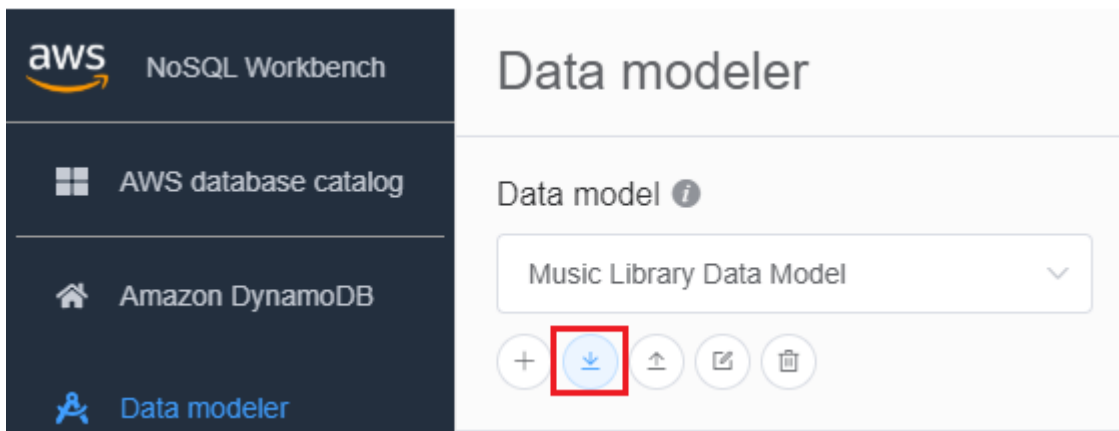 aws NoSQL Workbench
AWS database catalog
Amazon DynamoDB
Data modeler
Data modeler
Data model i
Music Library Data Model